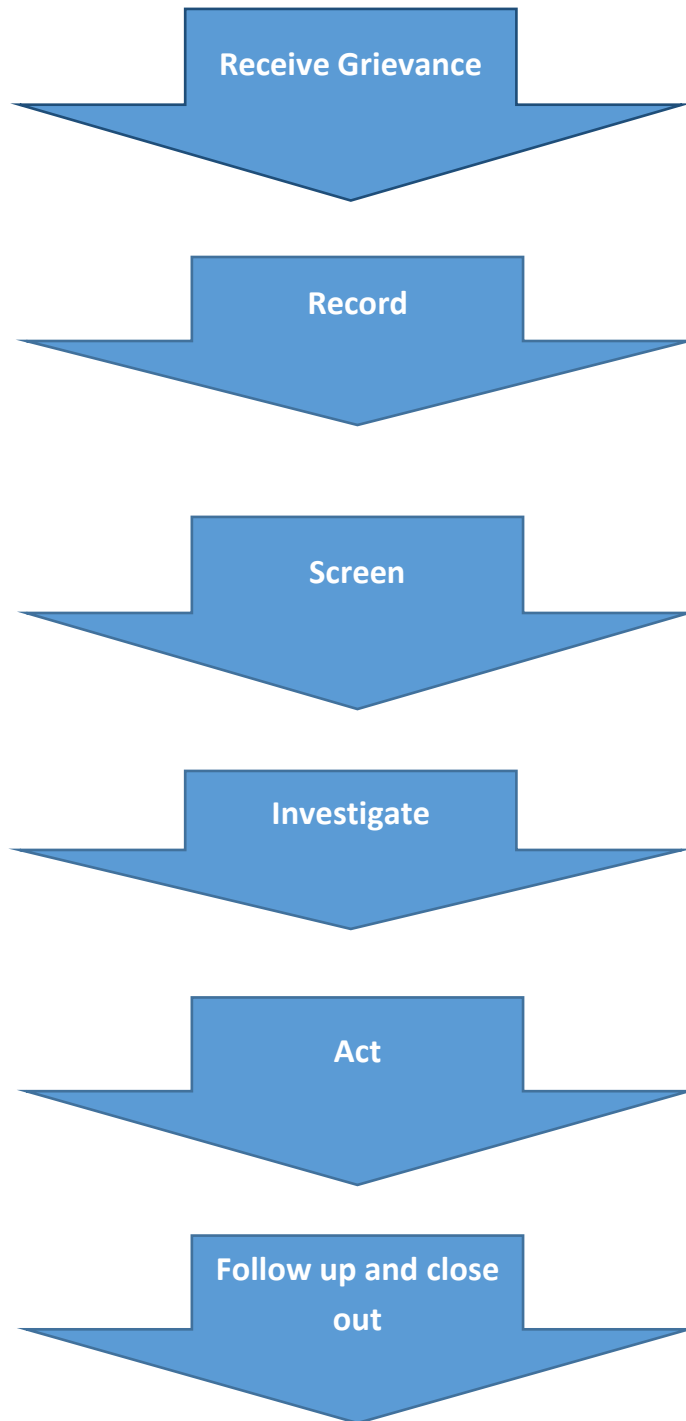 Receive Grievance
Record
Screen
Investigate
Act
Follow up and close
out